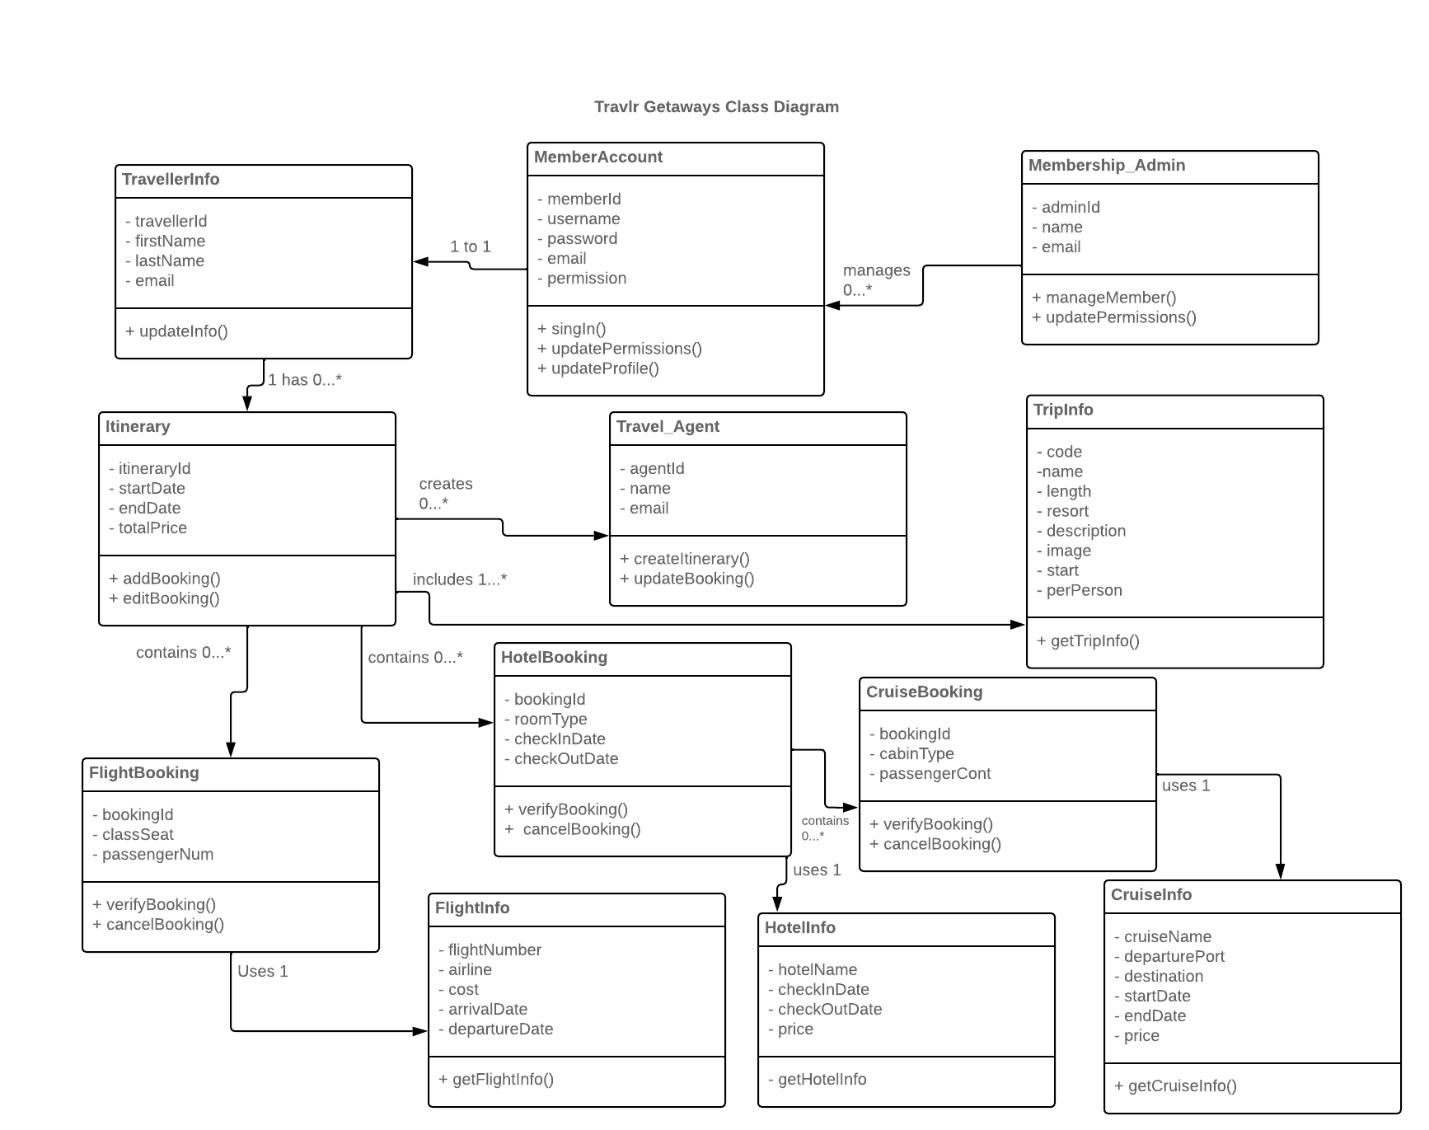 Travlr Getaways Class Diagram
TravellerInfo
- travellerId
- firstName
- lastName
- email
+ updateInfo()
1 to 1
MemberAccount
- memberId
- username
- password
- email
- permission
+ singIn()
+ updatePermissions()
+ updateProfile()
manages
0...*
Membership_Admin
- adminId
- name
- email
+ manageMember()
+ updatePermissions()
1 has 0...*
Itinerary
- itineraryId
- startDate
- endDate
- totalPrice
+ addBooking()
+ editBooking()
creates
0...*
includes 1...*
Travel_Agent
- agentId
- name
- email
+ createItinerary()
+ updateBooking()
TripInfo
- code
-name
- length
- resort
- description
- image
- start
- perPerson
+ getTripInfo()
contains 0...*
contains 0...*
HotelBooking
- bookingId
- roomType
- checkInDate
- checkOutDate
+ verifyBooking()
+  cancelBooking()
contains
0...*
CruiseBooking
- bookingId
- cabinType
- passengerCont
+ verifyBooking()
+ cancelBooking()
uses 1
FlightBooking
- bookingId
- classSeat
- passengerNum
+ verifyBooking()
+ cancelBooking()
Uses 1
FlightInfo
- flightNumber
- airline
- cost
- arrivalDate
- departureDate
+ getFlightInfo()
uses 1
HotelInfo
- hotelName
- checkInDate
- checkOutDate
- price
- getHotelInfo
CruiseInfo
- cruiseName
- departurePort
- destination
- startDate
- endDate
- price
+ getCruiseInfo()